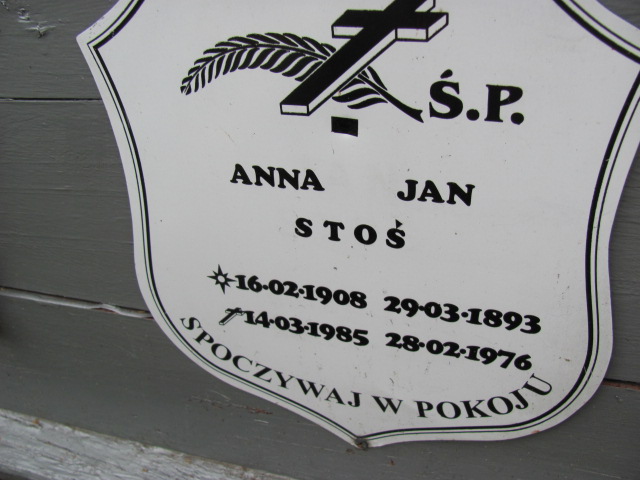 Ś.P.
ANNA JAN
STOŚ
16·02·1908 29·03·1893
14·03·1985 28·02·1976
SPOCZYWAJ W POKOJU